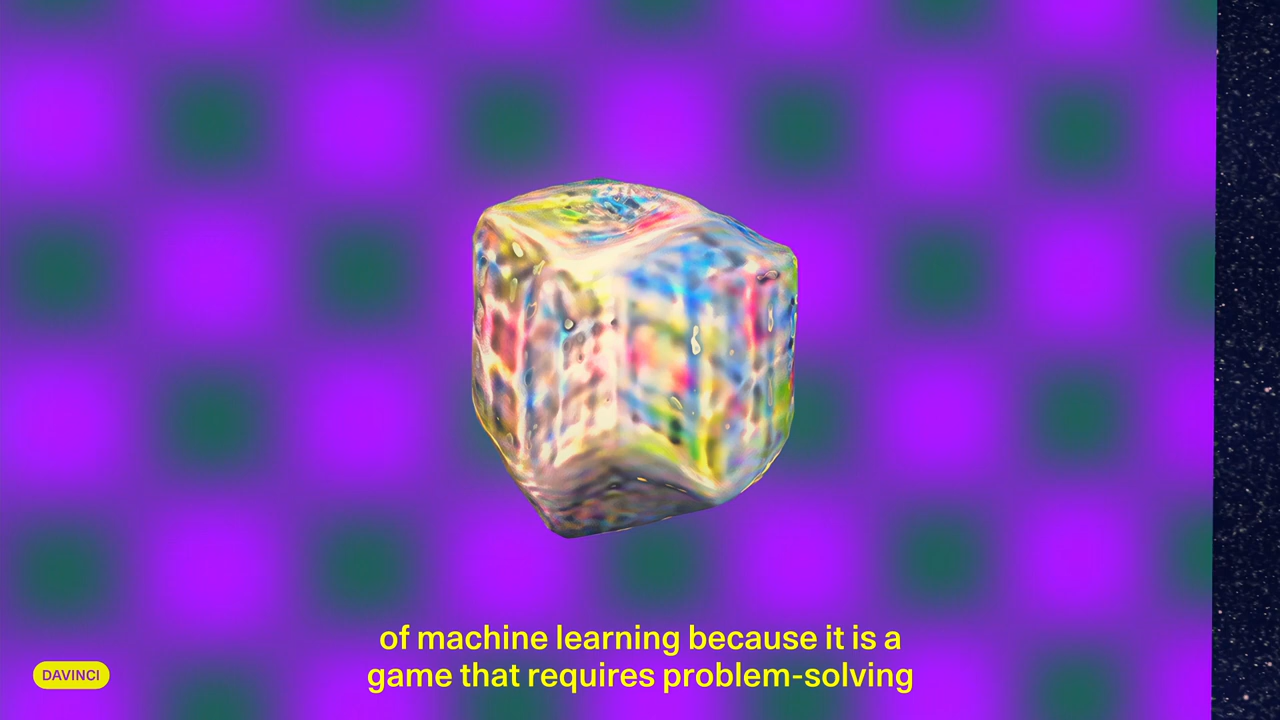 of machine learning because it is a
game that requires problem-solving
DAVINCI